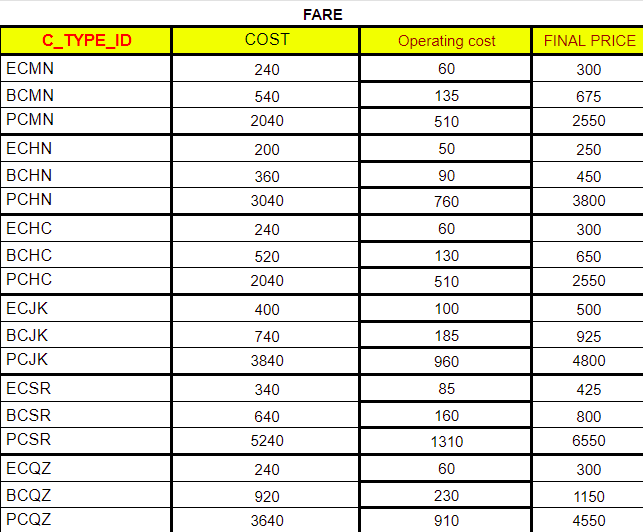 FARE
C_TYPE_ID COST Operating cost FINAL PRICE
ECMN 240 60 300
BCMN 540 135 675
PCMN 2040 510 2550
ECHN 200 50 250
BCHN 360 90 450
PCHN 3040 760 3800
ECHC 240 60 300
BCHC 520 130 650
PCHC 2040 510 2550
ECJK 400 100 500
BCJK 740 185 925
PCJK 3840 960 4800
ECSR 340 85 425
BCSR 640 160 800
PCSR 5240 1310 6550
ECQZ 240 60 300
BCQZ 920 230 1150
PCQZ 3640 910 4550